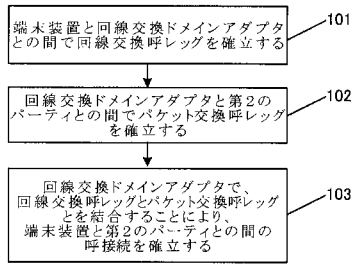 端末装置と回線交換ドメインアダプタ
との間で回線交換呼レッグを確立する
101
回線交換ドメインアダプタと第2の
パーティとの間でパケット交換呼レッグ
を確立する
102
回線交換ドメインアダプタで、
回線交換呼レッグとパケット交換呼レッグ
とを結合することにより、
端末装置と第2のパーティとの間の
呼接続を確立する
103